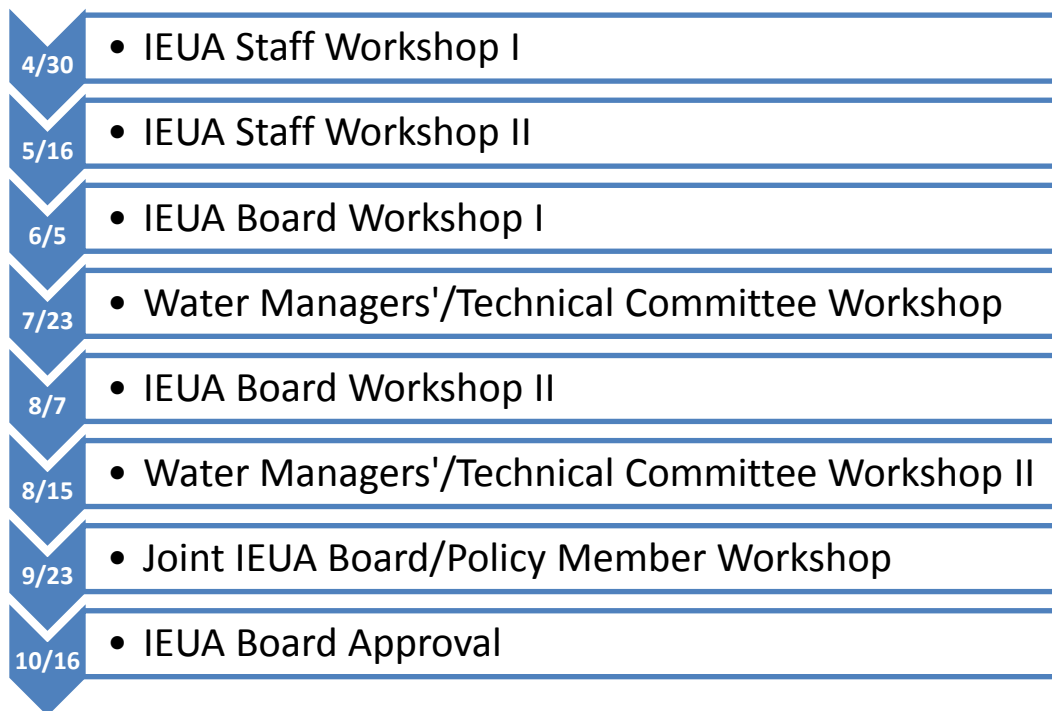 4/30
• IEUA Staff Workshop I
5/16
• IEUA Staff Workshop II
6/5
• IEUA Board Workshop I
7/23
• Water Managers'/Technical Committee Workshop
8/7
• IEUA Board Workshop II
8/15
• Water Managers'/Technical Committee Workshop II
9/23
• Joint IEUA Board/Policy Member Workshop
10/16
• IEUA Board Approval